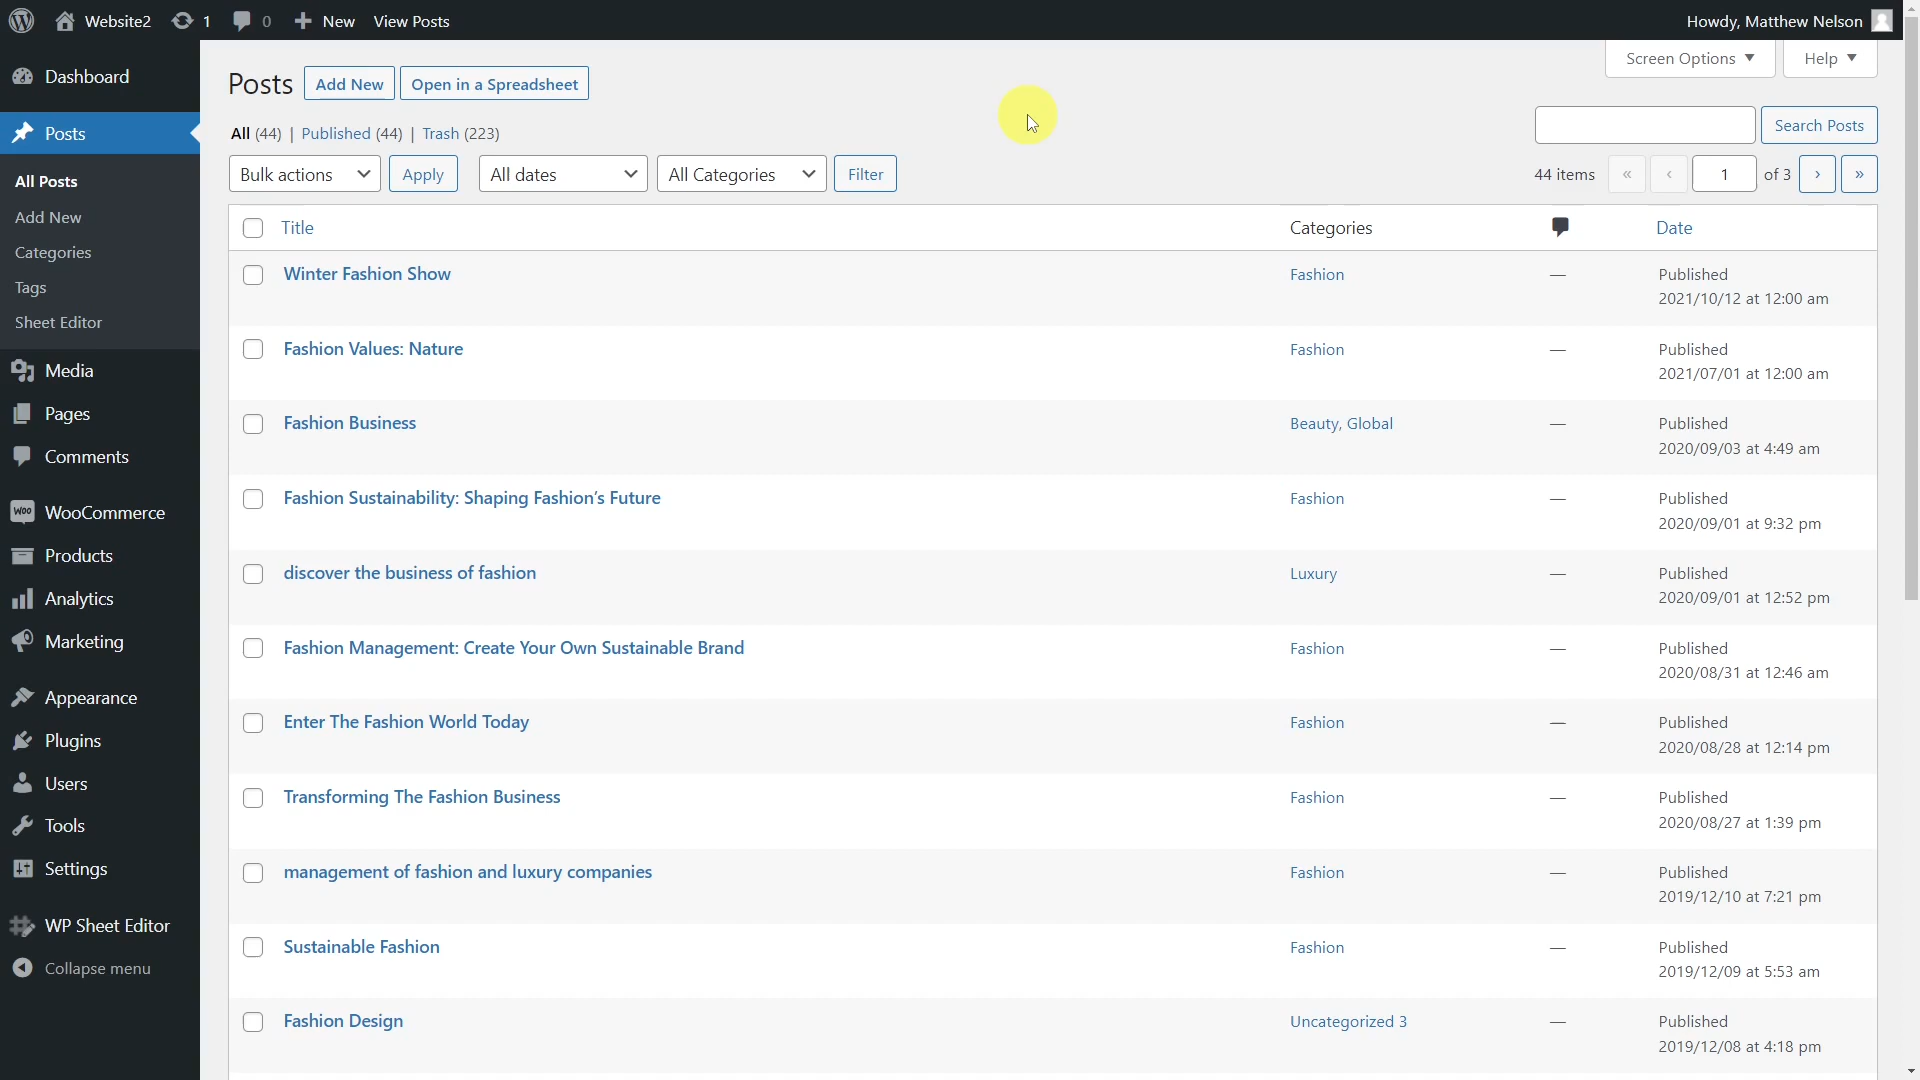 Website2 1 0 New View Posts Howdy, Matthew Nelson
Screen Options Help
Dashboard
Posts
All Posts
Add New
Categories
Tags
Sheet Editor
Media
Pages
Comments
WooCommerce
Products
Analytics
Marketing
Appearance
Plugins
Users
Tools
Settings
WP Sheet Editor
Collapse menu
Posts Add New Open in a Spreadsheet
All (44) | Published (44) | Trash (223)
Search Posts
Bulk actions Apply All dates All Categories Filter
44 items « ‹ 1 of 3 › »
Title Categories Date
Winter Fashion Show Fashion — Published
2021/10/12 at 12:00 am
Fashion Values: Nature Fashion — Published
2021/07/01 at 12:00 am
Fashion Business Beauty, Global — Published
2020/09/03 at 4:49 am
Fashion Sustainability: Shaping Fashion’s Future Fashion — Published
2020/09/01 at 9:32 pm
discover the business of fashion Luxury — Published
2020/09/01 at 12:52 pm
Fashion Management: Create Your Own Sustainable Brand Fashion — Published
2020/08/31 at 12:46 am
Enter The Fashion World Today Fashion — Published
2020/08/28 at 12:14 pm
Transforming The Fashion Business Fashion — Published
2020/08/27 at 1:39 pm
management of fashion and luxury companies Fashion — Published
2019/12/10 at 7:21 pm
Sustainable Fashion Fashion — Published
2019/12/09 at 5:53 am
Fashion Design Uncategorized 3 — Published
2019/12/08 at 4:18 pm